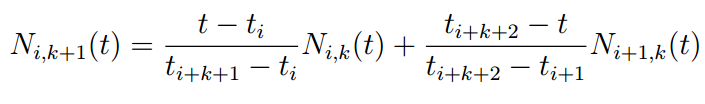 N_{i,k+1}(t) = \frac{t - t_i}{t_{i+k+1} - t_i} N_{i,k}(t) + \frac{t_{i+k+2} - t}{t_{i+k+2} - t_{i+1}} N_{i+1,k}(t)